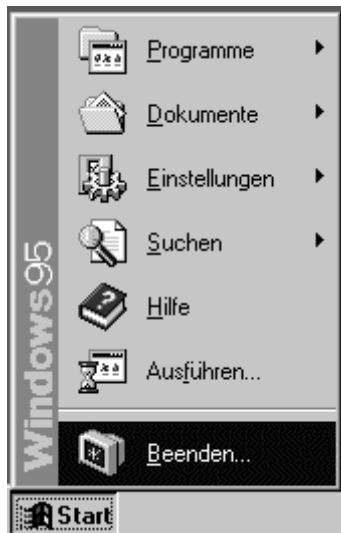 Programme
Dokumente
Einstellungen
Suchen
Hilfe
Ausführen...
Beenden...
Windows95
Start